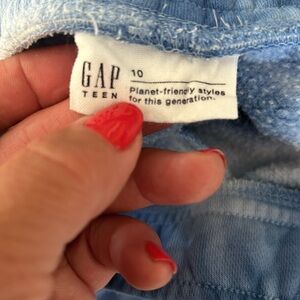 GAP
TEEN
10
Planet-friendly styles
for this generation.